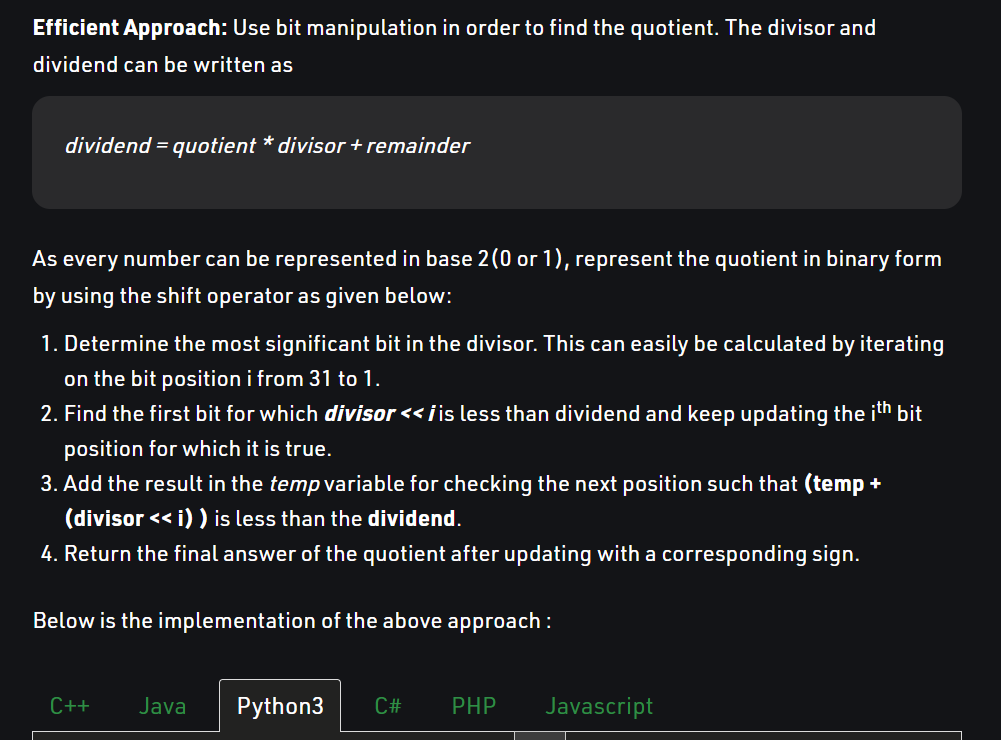 Efficient Approach: Use bit manipulation in order to find the quotient. The divisor and
dividend can be written as
dividend = quotient * divisor + remainder
As every number can be represented in base 2(0 or 1), represent the quotient in binary form
by using the shift operator as given below:
1. Determine the most significant bit in the divisor. This can easily be calculated by iterating
on the bit position i from 31 to 1.
2. Find the first bit for which divisor << i is less than dividend and keep updating the ith bit
position for which it is true.
3. Add the result in the temp variable for checking the next position such that (temp +
(divisor << i) ) is less than the dividend.
4. Return the final answer of the quotient after updating with a corresponding sign.
Below is the implementation of the above approach :
C++ Java Python3 C# PHP Javascript